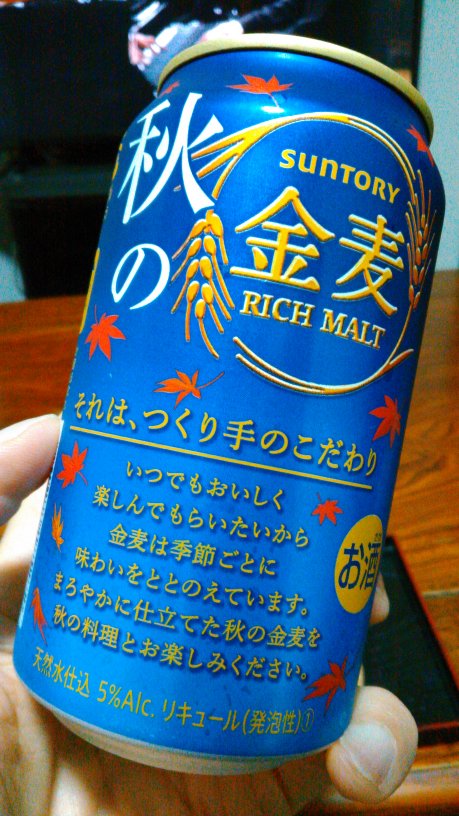 秋の
SUNTORY
金麦
RICH MALT
それは、つくり手のこだわり
いつでもおいしく
楽しんでもらいたいから
金麦は季節ごとに
味わいをととのえています。
まろやかに仕立てた秋の金麦を
秋の料理とお楽しみください。
お酒
天然水仕込 5%Alc. リキュール(発泡性)①